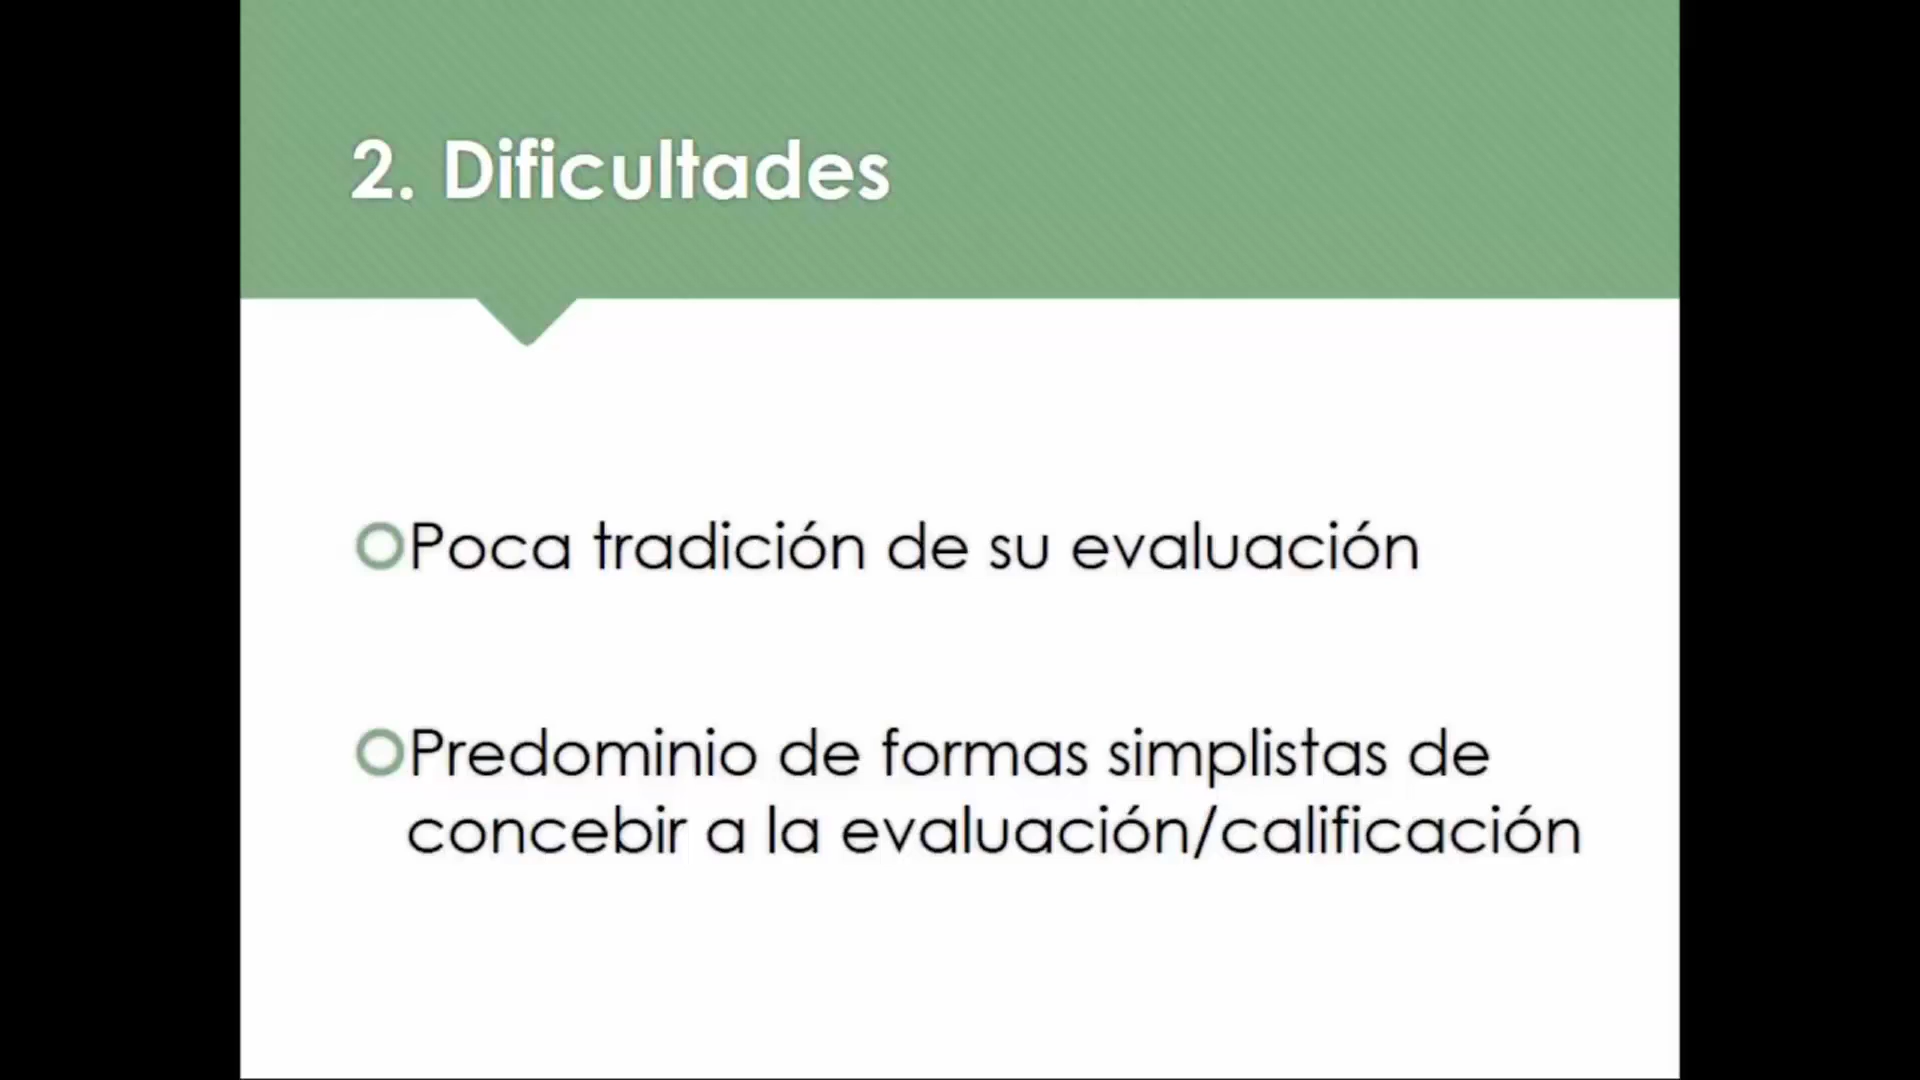 2. Dificultades
Poca tradición de su evaluación
Predominio de formas simplistas de
concebir a la evaluación/calificación